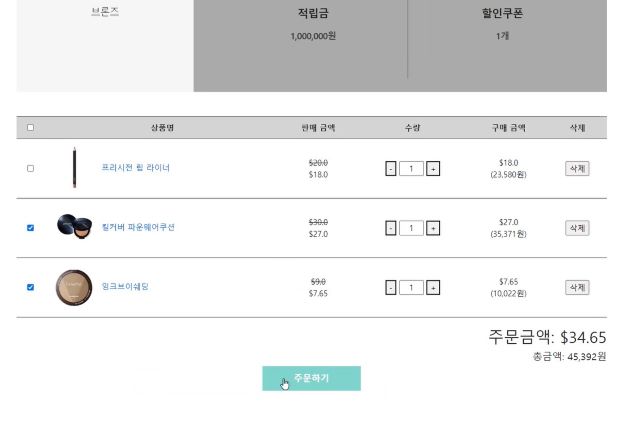 브론즈
적립금
할인쿠폰
1,000,000원
1개
상품명 판매 금액 수량 구매 금액 삭제
프리시전 립 라이너 $20.0 $18.0 - 1 + $18.0 (23,580원) 삭제
킬커버 파운웨어쿠션 $30.0 $27.0 - 1 + $27.0 (35,371원) 삭제
잉크브이쉐딩 $9.0 $7.65 - 1 + $7.65 (10,022원) 삭제
주문금액: $34.65
총금액: 45,392원
주문하기